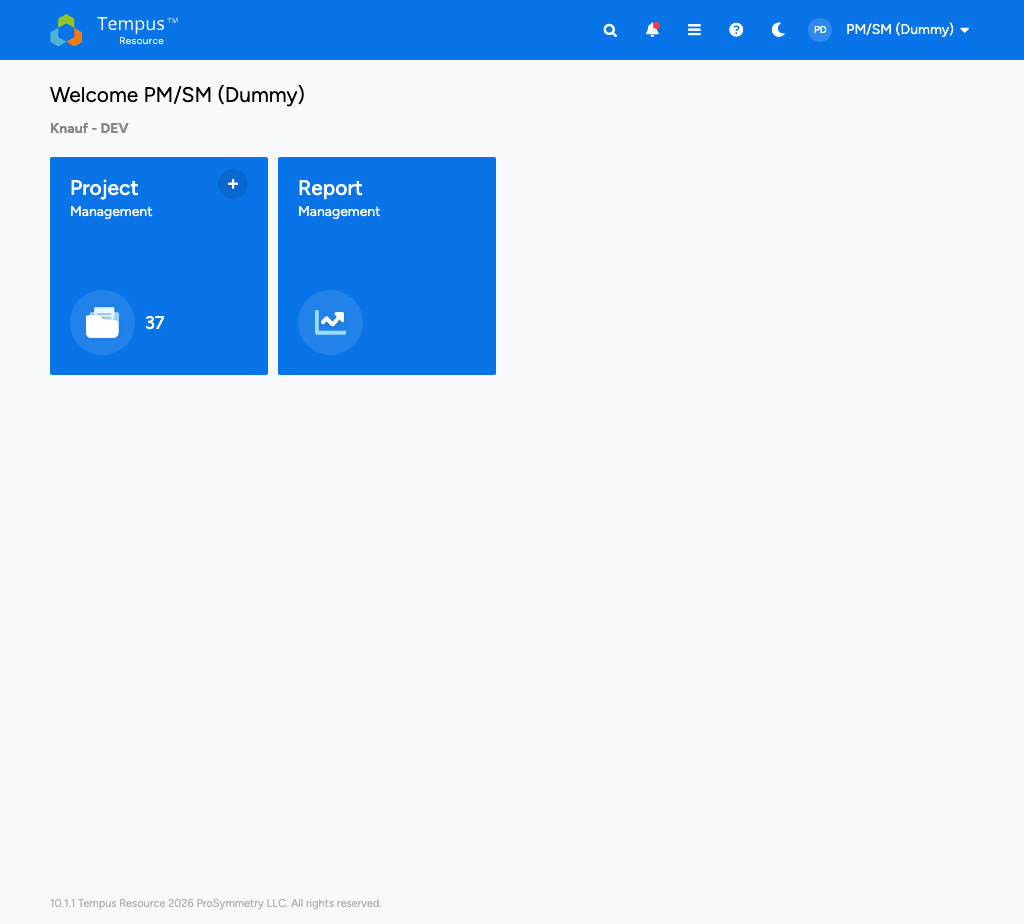 Tempus™
Resource
PD
PM/SM (Dummy)
Welcome PM/SM (Dummy)
Knauf - DEV
Project
Management
37
Report
Management
10.1.1 Tempus Resource 2026 ProSymmetry LLC. All rights reserved.